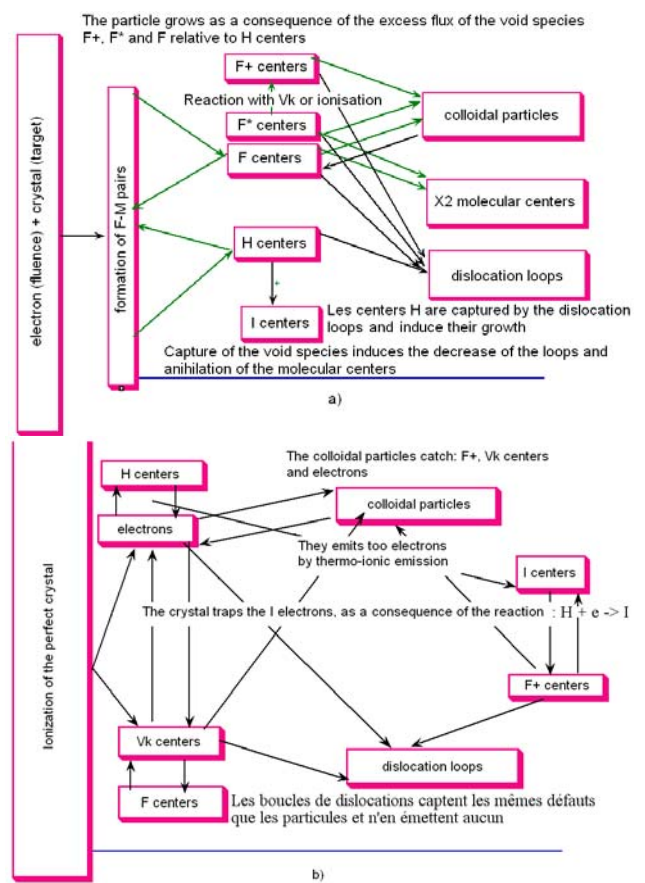 The particle grows as a consequence of the excess flux of the void species
F+, F* and F relative to H centers
electron (fluence) + crystal (target)
formation of F-M pairs
F+ centers
Reaction with Vk or ionisation
F* centers
F centers
colloidal particles
X2 molecular centers
H centers
dislocation loops
+
I centers
Les centers H are captured by the dislocation
loops and induce their growth
Capture of the void species induces the decrease of the loops and
anihilation of the molecular centers
a)
Ionization of the perfect crystal
H centers
The colloidal particles catch: F+, Vk centers
and electrons
colloidal particles
electrons
They emits too electrons
by thermo-ionic emission
I centers
The crystal traps the I electrons, as a consequence of the reaction : H + e -> I
F+ centers
Vk centers
dislocation loops
F centers
Les boucles de dislocations captent les mêmes défauts
que les particules et n'en émettent aucun
b)